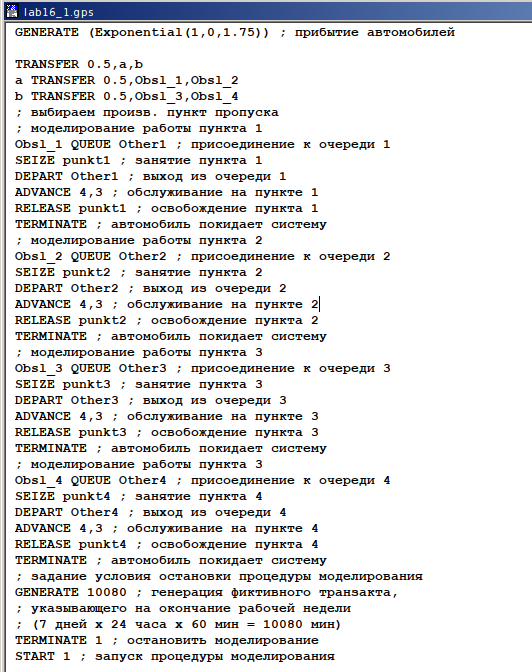 lab16_1.gps
GENERATE (Exponential(1,0,1.75)) ; прибытие автомобилей
TRANSFER 0.5,a,b
a TRANSFER 0.5,Obsl_1,Obsl_2
b TRANSFER 0.5,Obsl_3,Obsl_4
; выбираем произв. пункт пропуска
; моделирование работы пункта 1
Obsl_1 QUEUE Other1 ; присоединение к очереди 1
SEIZE punkt1 ; занятие пункта 1
DEPART Other1 ; выход из очереди 1
ADVANCE 4,3 ; обслуживание на пункте 1
RELEASE punkt1 ; освобождение пункта 1
TERMINATE ; автомобиль покидает систему
; моделирование работы пункта 2
Obsl_2 QUEUE Other2 ; присоединение к очереди 2
SEIZE punkt2 ; занятие пункта 2
DEPART Other2 ; выход из очереди 2
ADVANCE 4,3 ; обслуживание на пункте 2
RELEASE punkt2 ; освобождение пункта 2
TERMINATE ; автомобиль покидает систему
; моделирование работы пункта 3
Obsl_3 QUEUE Other3 ; присоединение к очереди 3
SEIZE punkt3 ; занятие пункта 3
DEPART Other3 ; выход из очереди 3
ADVANCE 4,3 ; обслуживание на пункте 3
RELEASE punkt3 ; освобождение пункта 3
TERMINATE ; автомобиль покидает систему
; моделирование работы пункта 3
Obsl_4 QUEUE Other4 ; присоединение к очереди 4
SEIZE punkt4 ; занятие пункта 4
DEPART Other4 ; выход из очереди 4
ADVANCE 4,3 ; обслуживание на пункте 4
RELEASE punkt4 ; освобождение пункта 4
TERMINATE ; автомобиль покидает систему
; задание условия остановки процедуры моделирования
GENERATE 10080 ; генерация фиктивного транзакта,
; указывающего на окончание рабочей недели
; (7 дней x 24 часа x 60 мин = 10080 мин)
TERMINATE 1 ; остановить моделирование
START 1 ; запуск процедуры моделирования